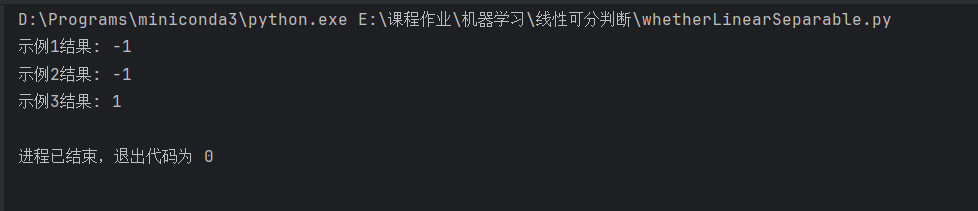 D:\Programs\miniconda3\python.exe E:\课程作业\机器学习\线性可分判断\whetherLinearSeparable.py
示例1结果: -1
示例2结果: -1
示例3结果: 1
进程已结束，退出代码为 0